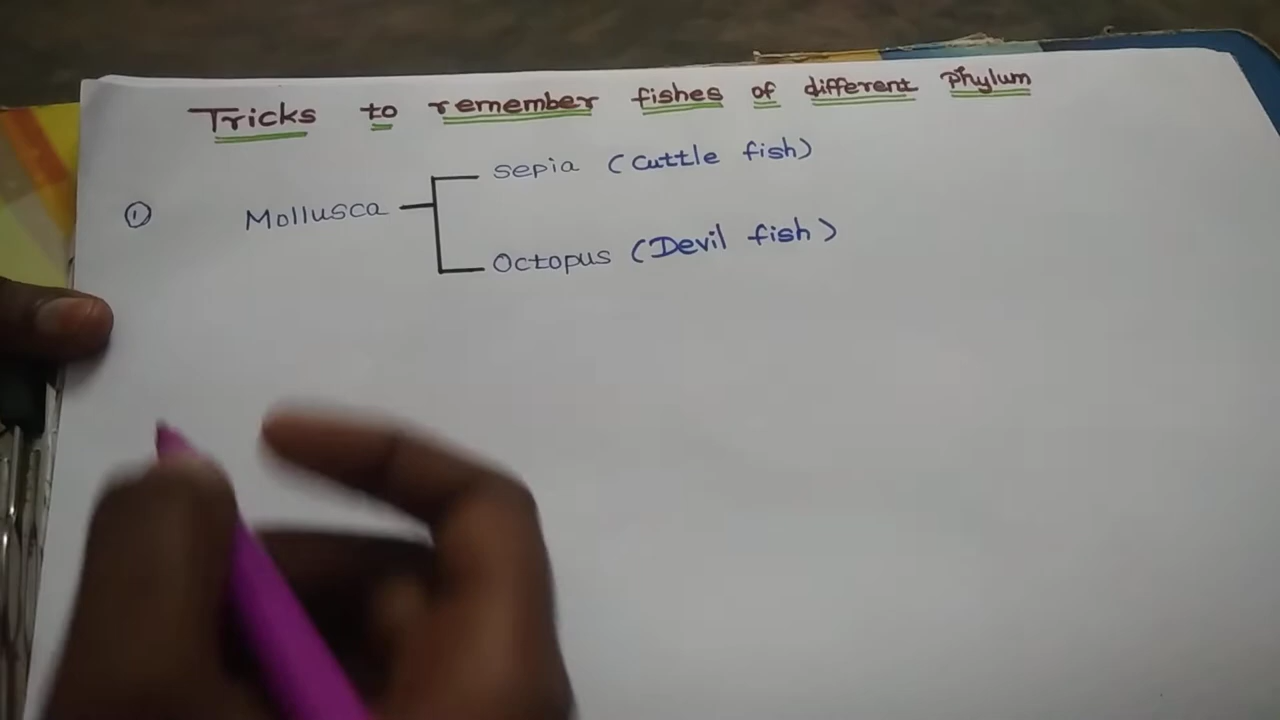 Tricks to remember fishes of different Phylum
Sepia (Cuttle fish)
① Mollusca
Octopus (Devil fish)